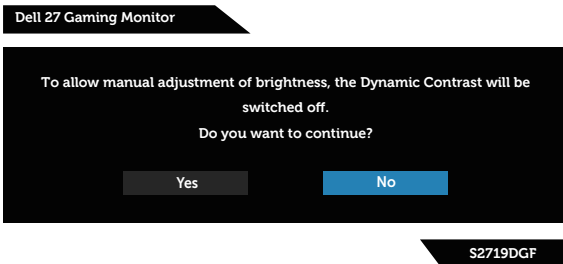 Dell 27 Gaming Monitor
To allow manual adjustment of brightness, the Dynamic Contrast will be
switched off.
Do you want to continue?
Yes
No
S2719DGF